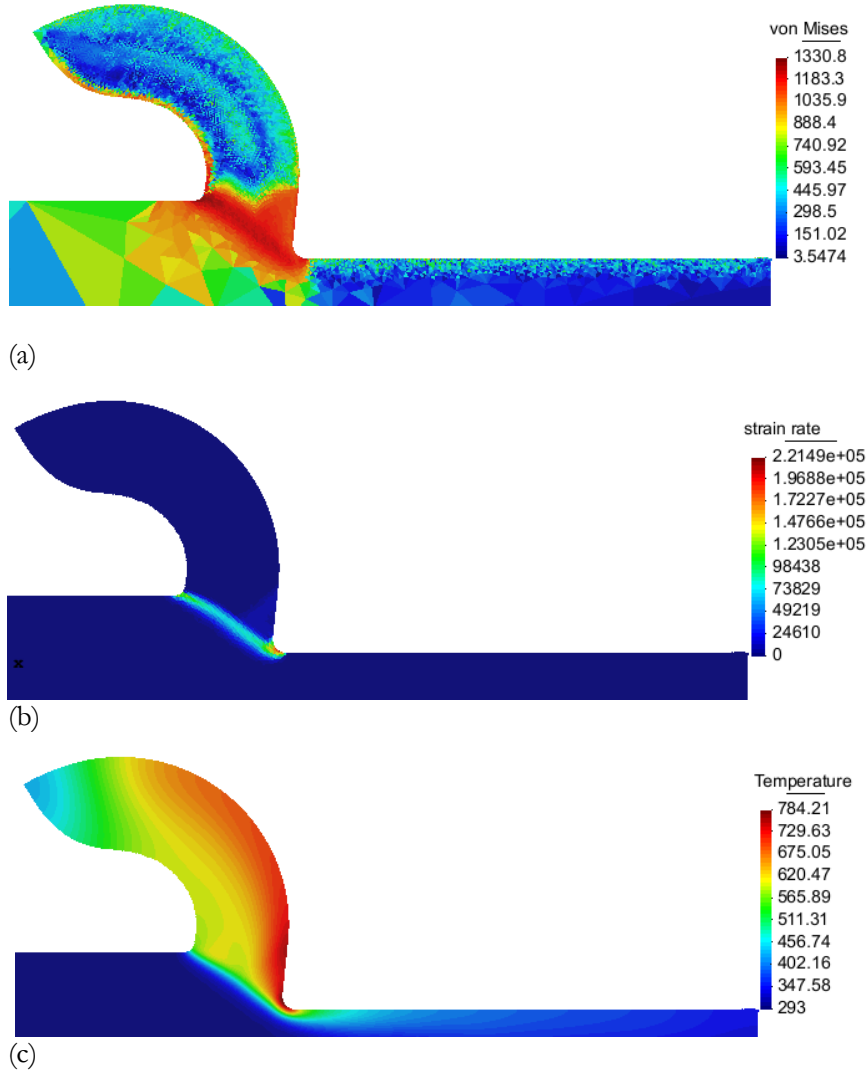 von Mises
1330.8
1183.3
1035.9
888.4
740.92
593.45
445.97
298.5
151.02
3.5474
(a)
strain rate
2.2149e+05
1.9688e+05
1.7227e+05
1.4766e+05
1.2305e+05
98438
73829
49219
24610
0
x
(b)
Temperature
784.21
729.63
675.05
620.47
565.89
511.31
456.74
402.16
347.58
293
(c)